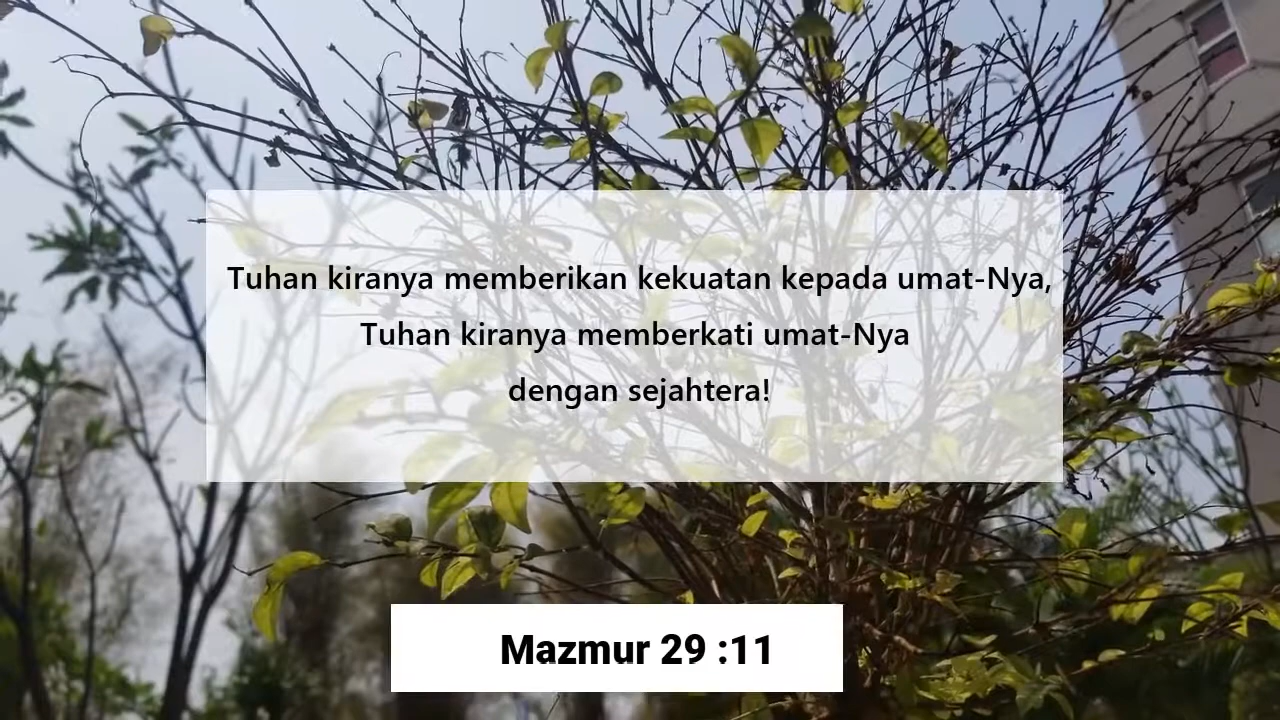 Tuhan kiranya memberikan kekuatan kepada umat-Nya,
Tuhan kiranya memberkati umat-Nya
dengan sejahtera!
Mazmur 29 :11